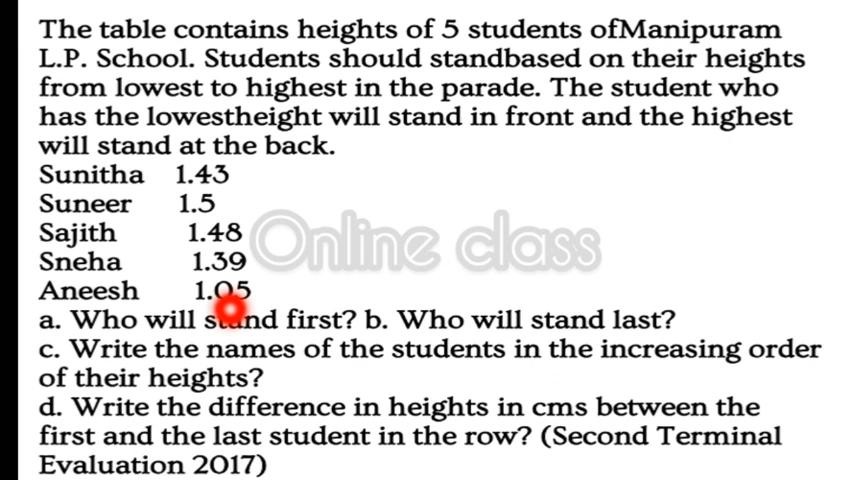 The table contains heights of 5 students ofManipuram
L.P. School. Students should standbased on their heights
from lowest to highest in the parade. The student who
has the lowestheight will stand in front and the highest
will stand at the back.
Sunitha 1.43
Suneer 1.5
Sajith 1.48
Online class
Sneha 1.39
Aneesh 1.05
a. Who will stand first? b. Who will stand last?
c. Write the names of the students in the increasing order
of their heights?
d. Write the difference in heights in cms between the
first and the last student in the row? (Second Terminal
Evaluation 2017)